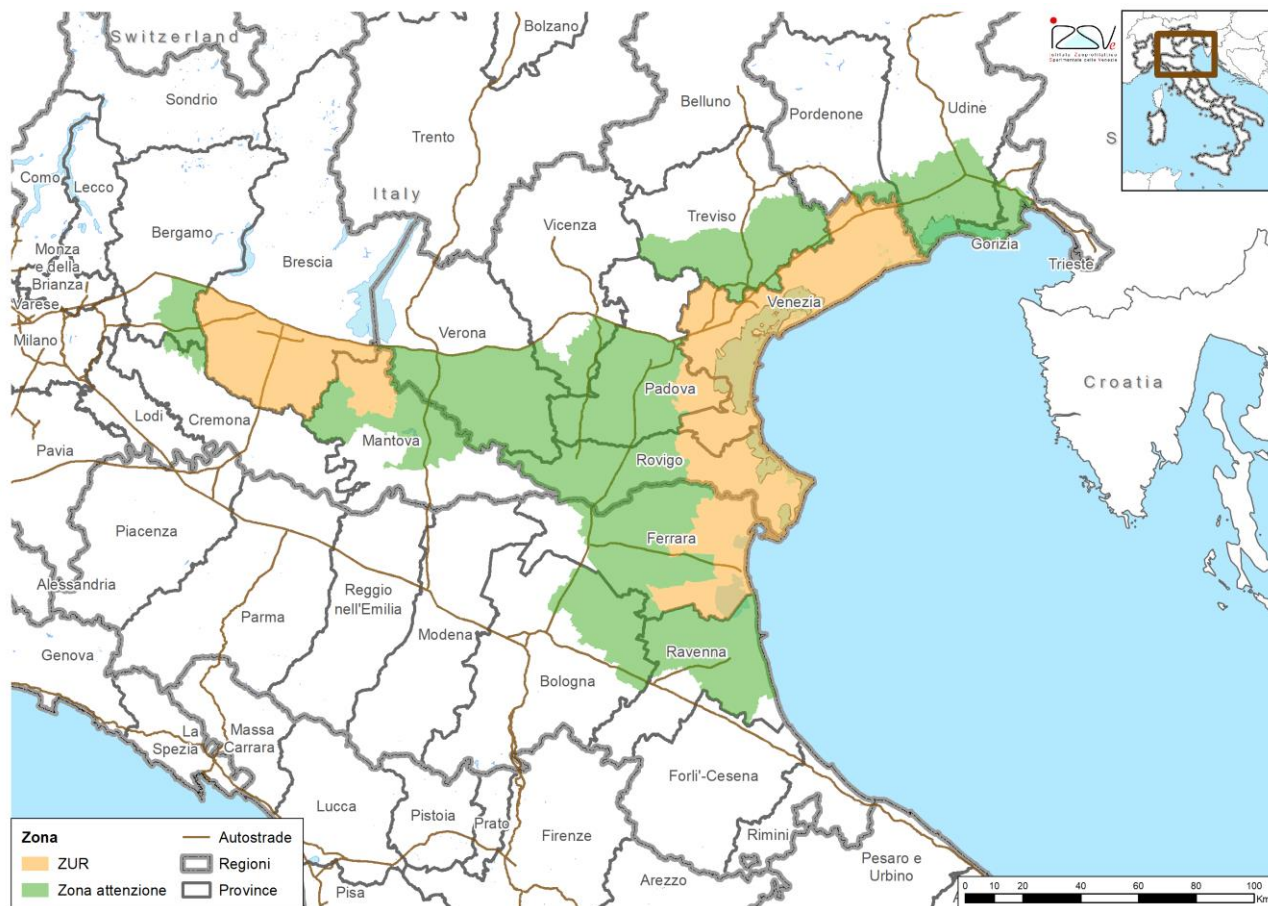 Switzerland
Bolzano
IZSVe
Sondrio
Belluno
Pordenone
Udine
S
Trento
Como
Lecco
Italy
Treviso
Vicenza
Bergamo
Gorizia
Monza
e della
Brianza
Brescia
Trieste
Varese
Venezia
Verona
Milano
Padova
Croatia
Lodi
Cremona
Mantova
Pavia
Rovigo
Piacenza
Ferrara
Alessandria
Reggio
nell'Emilia
Parma
Modena
Ravenna
Genova
Bologna
La
Spezia
Massa
Carrara
Forli'-Cesena
Lucca
Pistoia
Prato
Firenze
Rimini
Pesaro e
Urbino
Arezzo
Pisa
Zona
ZUR
Zona attenzione
Autostrade
Regioni
Province
0 10 20 40 60 80 100
Km